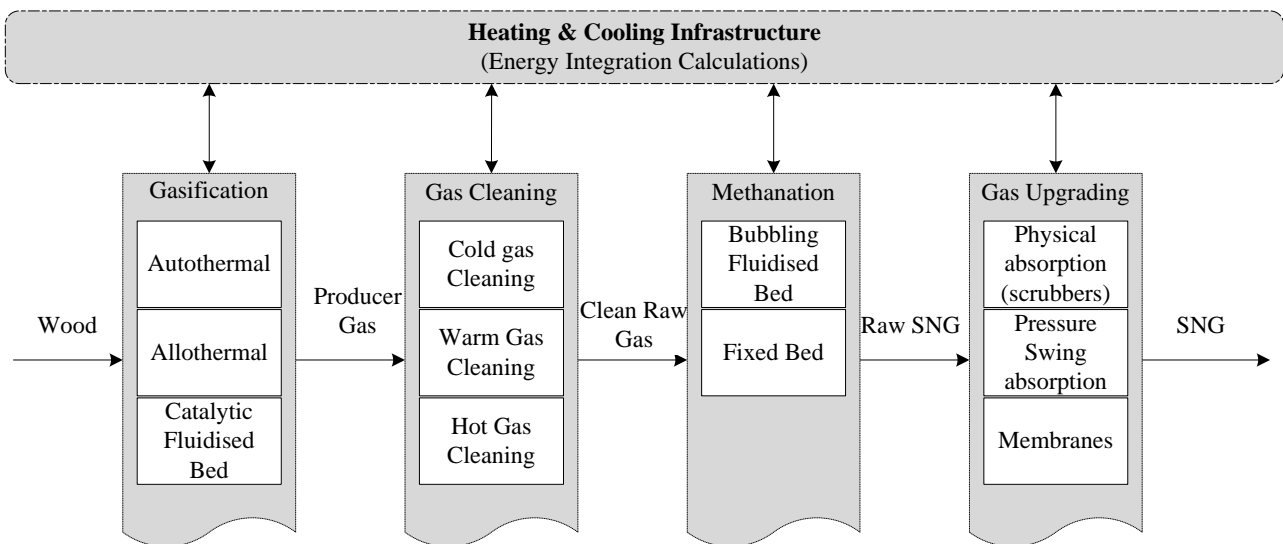 Heating & Cooling Infrastructure
(Energy Integration Calculations)
Wood
Gasification
Autothermal
Allothermal
Catalytic
Fluidised
Bed
Producer
Gas
Gas Cleaning
Cold gas
Cleaning
Warm Gas
Cleaning
Hot Gas
Cleaning
Clean Raw
Gas
Methanation
Bubbling
Fluidised
Bed
Fixed Bed
Raw SNG
Gas Upgrading
Physical
absorption
(scrubbers)
Pressure
Swing
absorption
Membranes
SNG